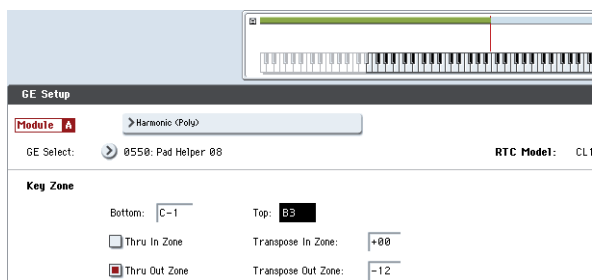 GE Setup
Module A
Harmonic (Poly)
GE Select: 0550: Pad Helper 08 RTC Model: CL1
Key Zone
Bottom: C-1 Top: B3
Thru In Zone Transpose In Zone: +00
Thru Out Zone Transpose Out Zone: -12